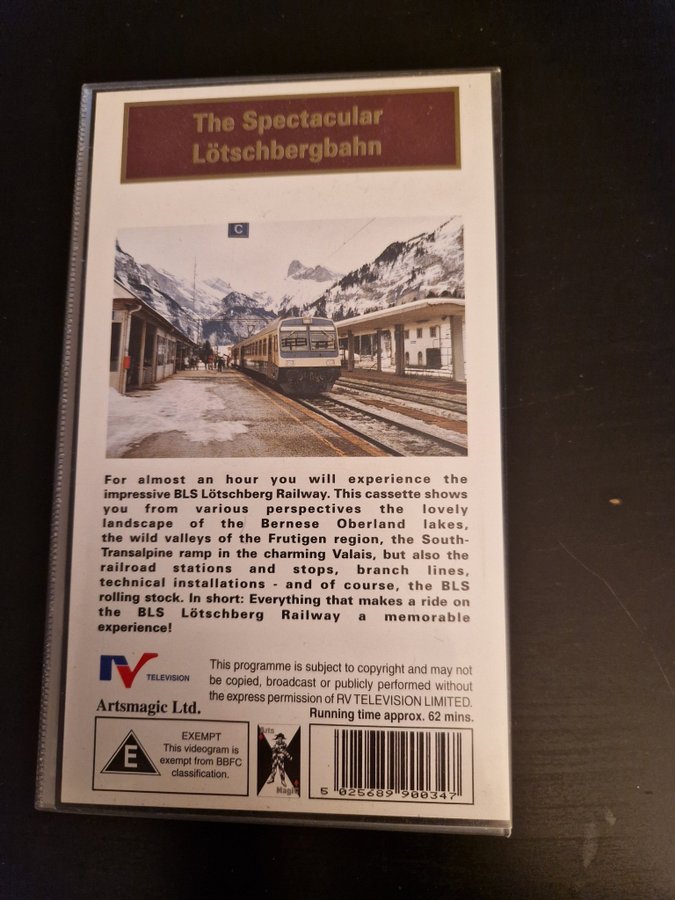 The Spectacular
Lötschbergbahn
C
For almost an hour you will experience the
impressive BLS Lötschberg Railway. This cassette shows
you from various perspectives the lovely
landscape of the Bernese Oberland lakes,
the wild valleys of the Frutigen region, the South-
Transalpine ramp in the charming Valais, but also the
railroad stations and stops, branch lines,
technical installations - and of course, the BLS
rolling stock. In short: Everything that makes a ride on
the BLS Lötschberg Railway a memorable
experience!
rV TELEVISION
This programme is subject to copyright and may not
be copied, broadcast or publicly performed without
the express permission of RV TELEVISION LIMITED.
Artsmagic Ltd.
Running time approx. 62 mins.
E
EXEMPT
This videogram is
exempt from BBFC
classification.
Arts
Magic
5 025689 900347